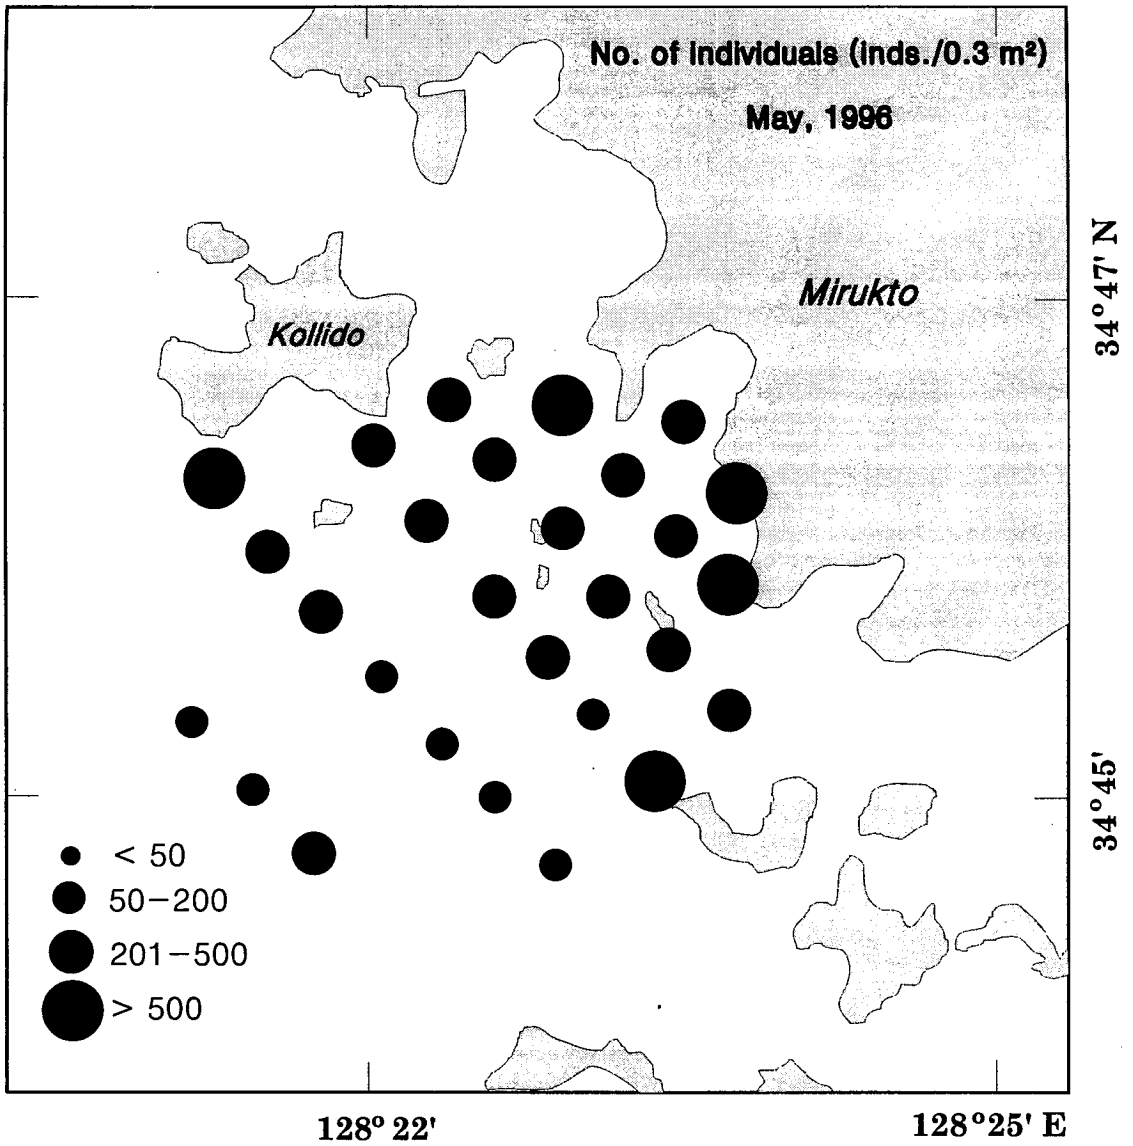 No. of individuals (inds./0.3 m²)
May, 1996
Mirukto
Kollido
34°47' N
34°45'
< 50
50-200
201-500
> 500
128° 22'
128°25' E